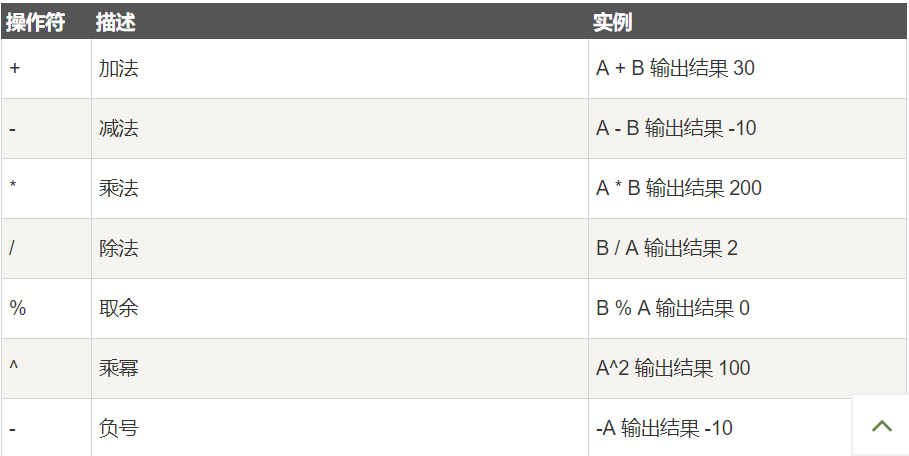 操作符 描述 实例
+ 加法 A + B 输出结果 30
- 减法 A - B 输出结果 -10
* 乘法 A * B 输出结果 200
/ 除法 B / A 输出结果 2
% 取余 B % A 输出结果 0
^ 乘幂 A^2 输出结果 100
- 负号 -A 输出结果 -10